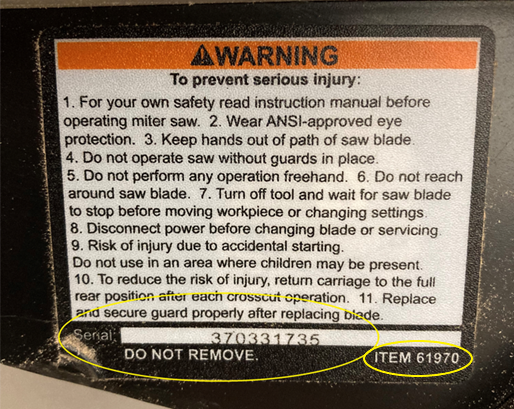 ⚠WARNING
To prevent serious injury:
1. For your own safety read instruction manual before
operating miter saw. 2. Wear ANSI-approved eye
protection. 3. Keep hands out of path of saw blade.
4. Do not operate saw without guards in place.
5. Do not perform any operation freehand. 6. Do not reach
around saw blade. 7. Turn off tool and wait for saw blade
to stop before moving workpiece or changing settings.
8. Disconnect power before changing blade or servicing.
9. Risk of injury due to accidental starting.
Do not use in an area where children may be present.
10. To reduce the risk of injury, return carriage to the full
rear position after each crosscut operation. 11. Replace
and secure guard properly after replacing blade.
Serial: 370331735
DO NOT REMOVE. ITEM 61970